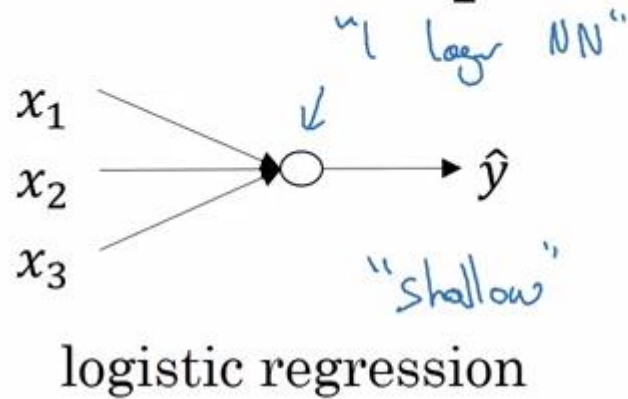 "1 layer NN"
x₁
x₂
ŷ
x₃
"shallow"
logistic regression